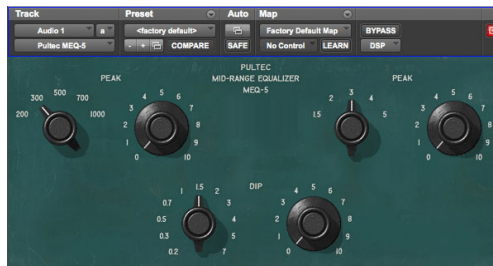 Track Preset Auto Map
Audio 1 a <factory default> Factory Default Map BYPASS
Pultec MEQ-5 - + COMPARE SAFE No Control LEARN DSP
PULTEC
PEAK MID-RANGE EQUALIZER PEAK
MEQ-5
200 300 500 700 1000
0 1 2 3 4 5 6 7 8 9 10
1.5 2 3 4 5
0 1 2 3 4 5 6 7 8 9 10
DIP
0.2 0.3 0.5 0.7 1 1.5 2 3 4 5 7
0 1 2 3 4 5 6 7 8 9 10